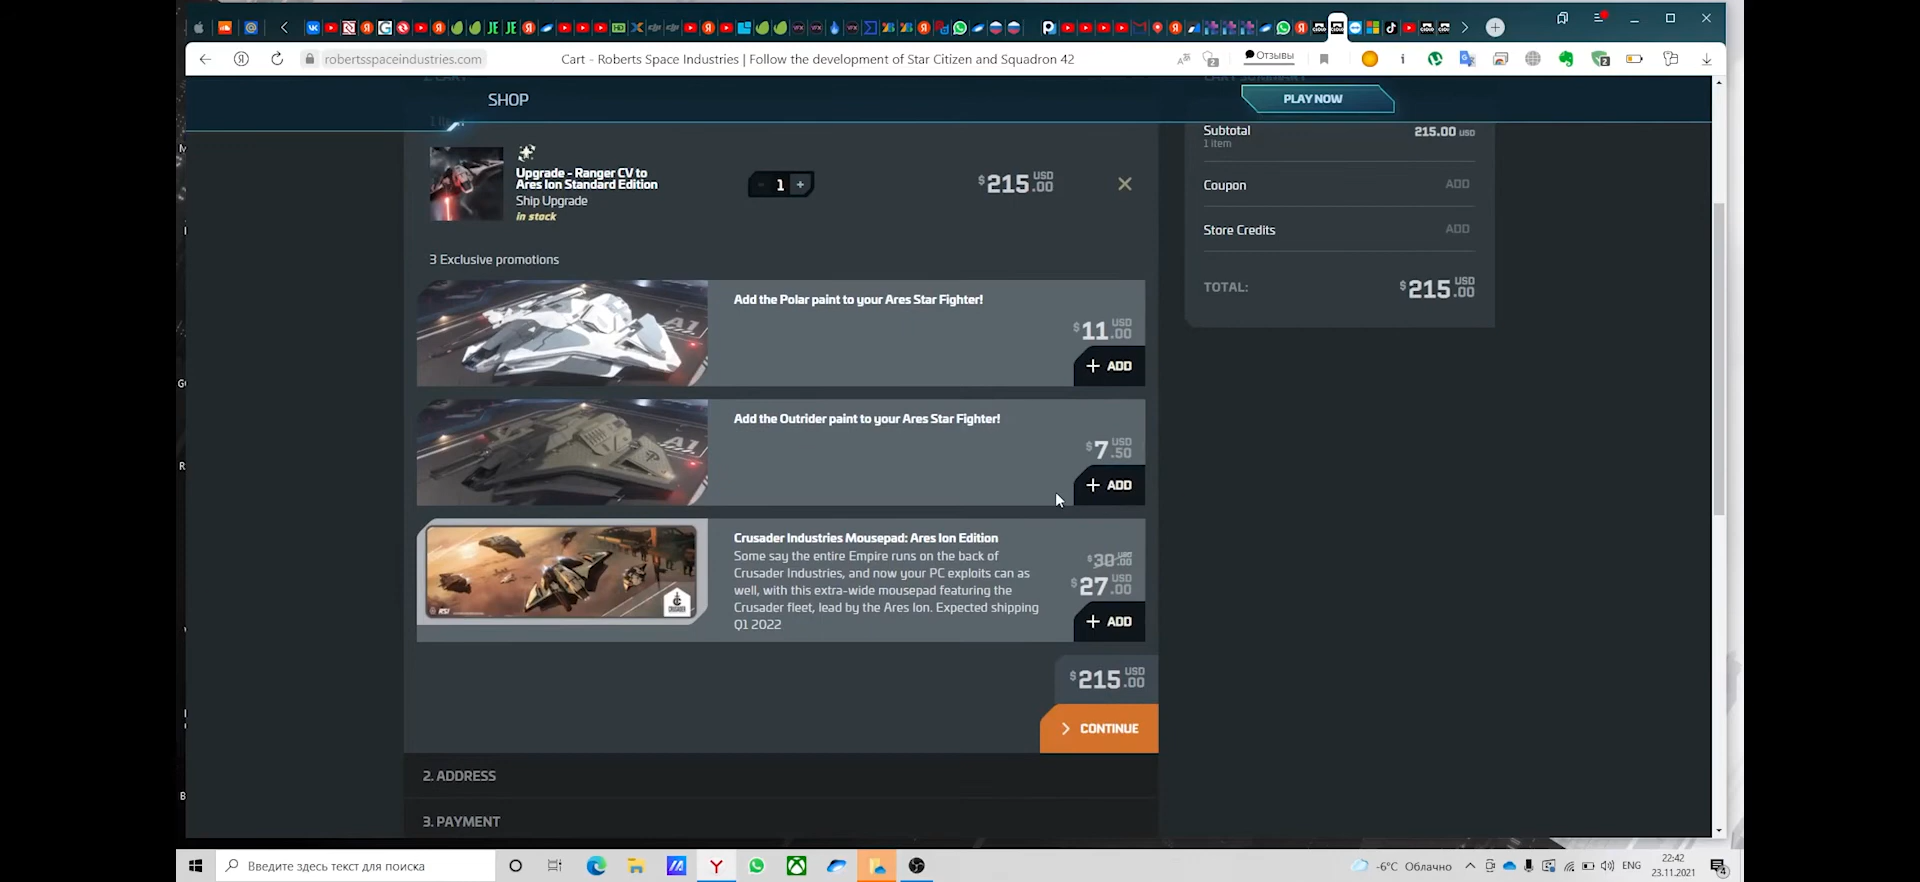 robertsspaceindustries.com
Cart - Roberts Space Industries | Follow the development of Star Citizen and Squadron 42
Отзывы
SHOP
PLAY NOW
Upgrade - Ranger CV to
Ares Ion Standard Edition
Ship Upgrade
in stock
- 1 +
$215.00 USD
Subtotal
1 item
215.00 USD
Coupon
ADD
Store Credits
ADD
TOTAL:
$215.00 USD
3 Exclusive promotions
Add the Polar paint to your Ares Star Fighter!
$11.00 USD
+ ADD
Add the Outrider paint to your Ares Star Fighter!
$7.50 USD
+ ADD
Crusader Industries Mousepad: Ares Ion Edition
Some say the entire Empire runs on the back of
Crusader Industries, and now your PC exploits can as
well, with this extra-wide mousepad featuring the
Crusader fleet, lead by the Ares Ion. Expected shipping
Q1 2022
$30.00 USD
$27.00 USD
+ ADD
$215.00 USD
CONTINUE
2. ADDRESS
3. PAYMENT
Введите здесь текст для поиска
-6°C Облачно
ENG
22:42
23.11.2021